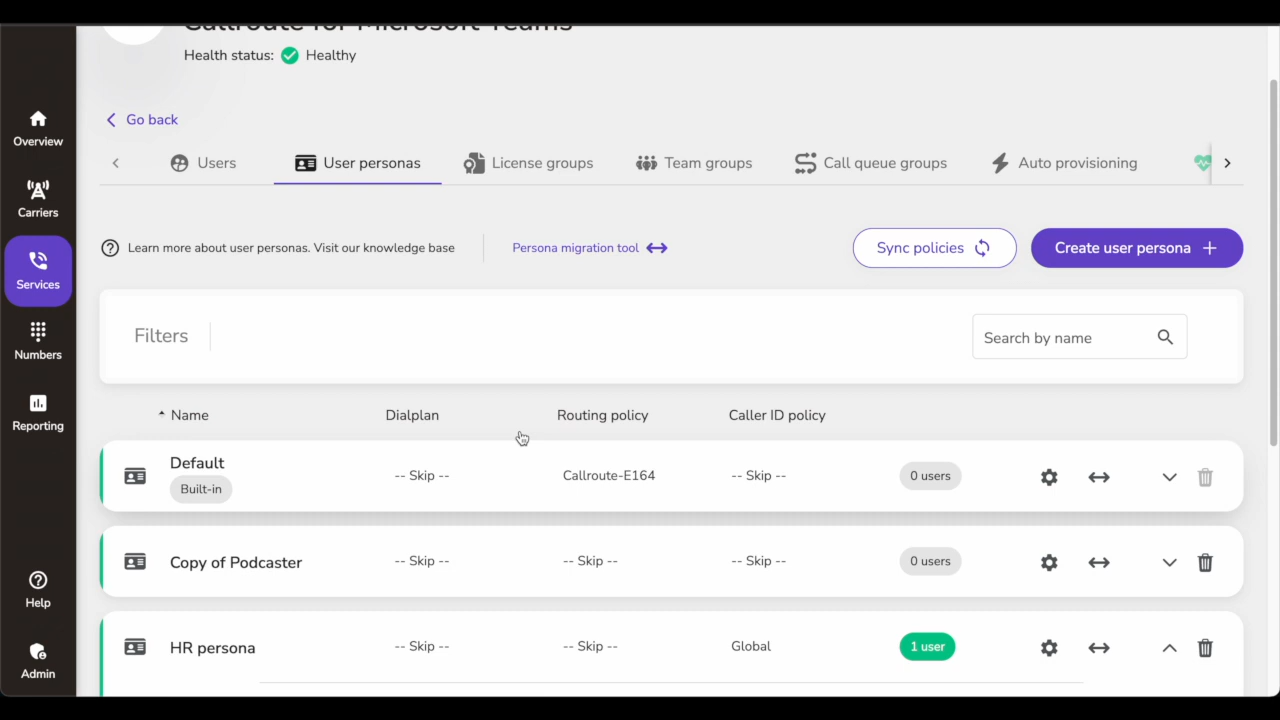 Callroute for Microsoft Teams
Health status: Healthy
Go back
Users
User personas
License groups
Team groups
Call queue groups
Auto provisioning
Learn more about user personas. Visit our knowledge base
Persona migration tool
Sync policies
Create user persona
Filters
Search by name
Name Dialplan Routing policy Caller ID policy
Default
Built-in
-- Skip -- Callroute-E164 -- Skip -- 0 users
Copy of Podcaster -- Skip -- -- Skip -- -- Skip -- 0 users
HR persona -- Skip -- -- Skip -- Global 1 user
Overview
Carriers
Services
Numbers
Reporting
Help
Admin